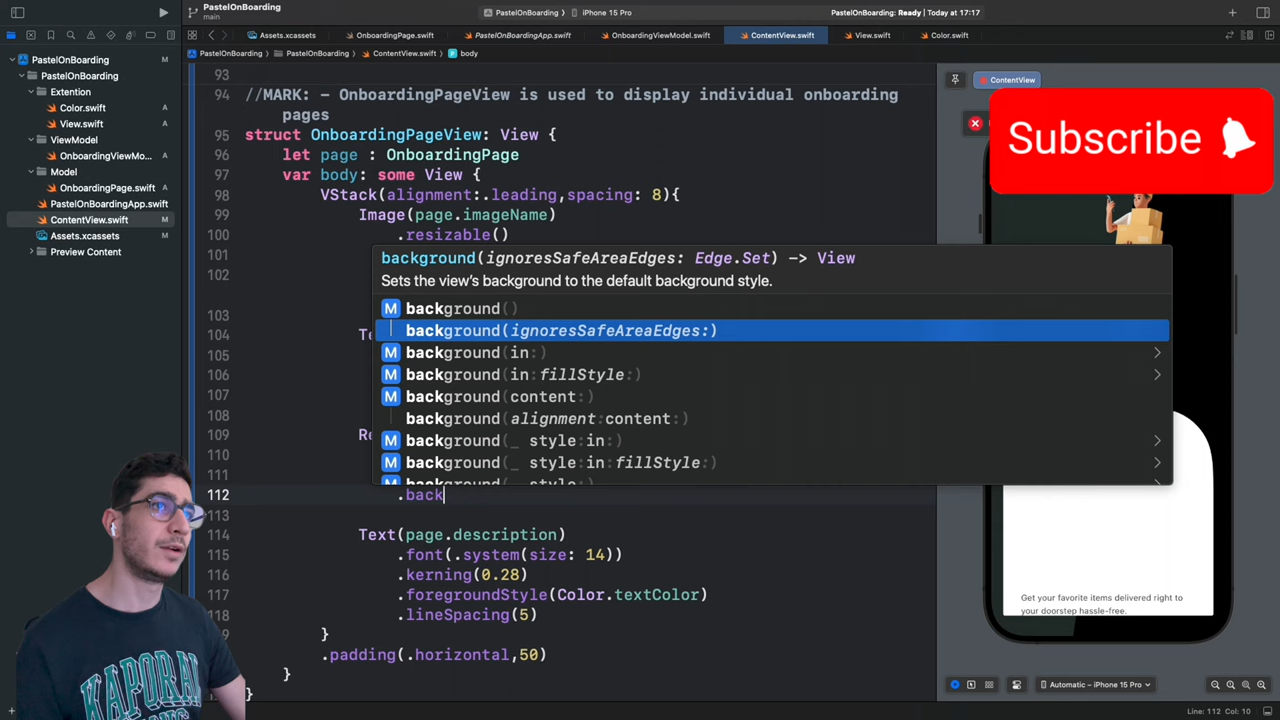 PastelOnBoarding
main
PastelOnBoarding
iPhone 15 Pro
PastelOnBoarding: Ready | Today at 17:17
Assets.xcassets
OnboardingPage.swift
PastelOnBoardingApp.swift
OnboardingViewModel.swift
ContentView.swift
View.swift
Color.swift
PastelOnBoarding
PastelOnBoarding
ContentView.swift
body
PastelOnBoarding M
PastelOnBoarding
Extention
Color.swift A
View.swift A
ViewModel
OnboardingViewMo... A
Model
OnboardingPage.swift A
PastelOnBoardingApp.swift
ContentView.swift M
Assets.xcassets M
Preview Content
93
94 //MARK: - OnboardingPageView is used to display individual onboarding
pages
95 struct OnboardingPageView: View {
96 let page : OnboardingPage
97 var body: some View {
98 VStack(alignment:.leading,spacing: 8){
99 Image(page.imageName)
100 .resizable()
101
102
103
104 Te
105
106
107
108
109 Re
110
111
112 .back
113
114 Text(page.description)
115 .font(.system(size: 14))
116 .kerning(0.28)
117 .foregroundStyle(Color.textColor)
118 .lineSpacing(5)
}
.padding(.horizontal,50)
}
}
background(ignoresSafeAreaEdges: Edge.Set) -> View
Sets the view's background to the default background style.
M background()
background(ignoresSafeAreaEdges:)
M background(in:)
M background(in:fillStyle:)
M background(content:)
background(alignment:content:)
M background(_ style:in:)
M background(_ style:in:fillStyle:)
ContentView
Subscribe
Get your favorite items delivered right to
your doorstep hassle-free.
Automatic – iPhone 15 Pro
Line: 112 Col: 10
KAPORAL